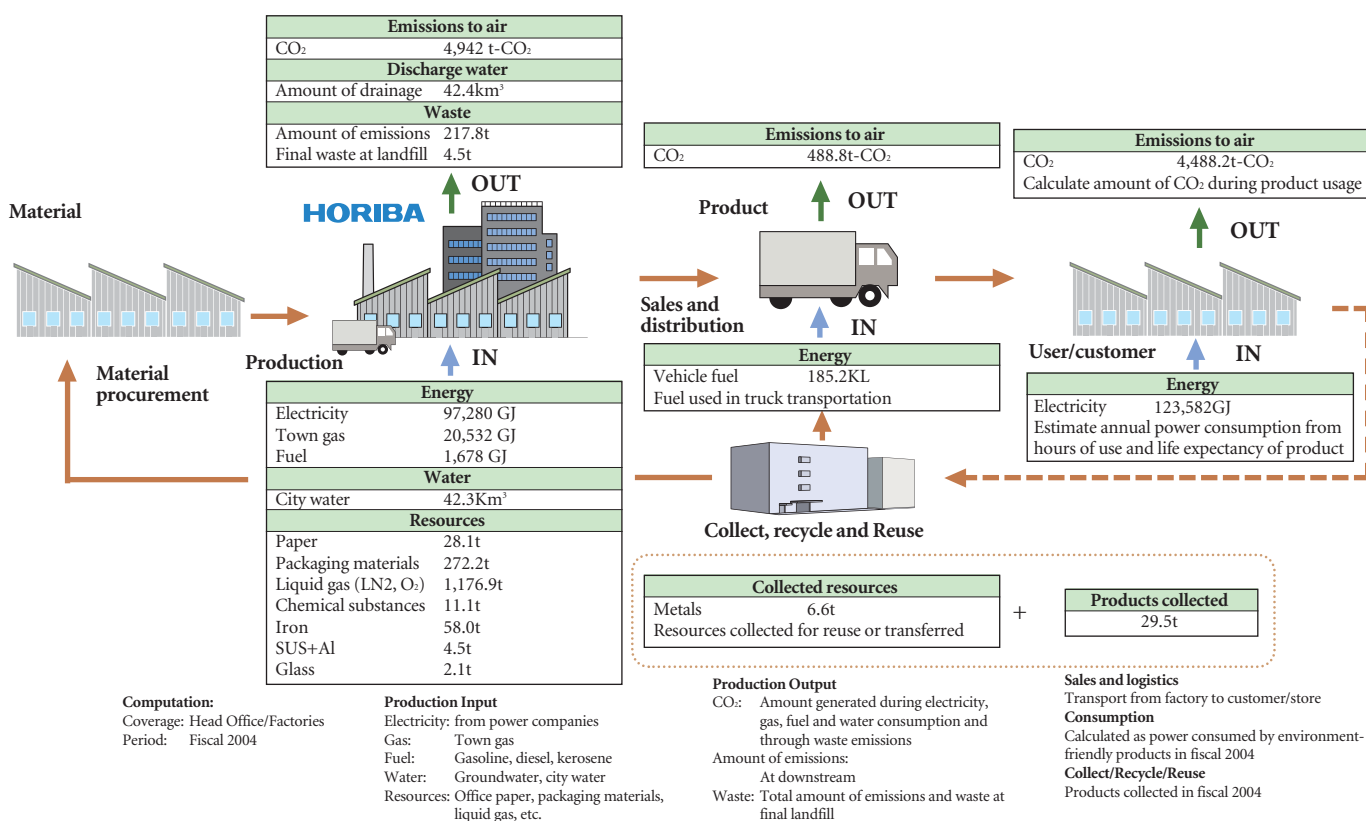 Emissions to air
CO₂ 4,942 t-CO₂
Discharge water
Amount of drainage 42.4km³
Waste
Amount of emissions 217.8t
Final waste at landfill 4.5t
OUT
Emissions to air
CO₂ 488.8t-CO₂
OUT
Emissions to air
CO₂ 4,488.2t-CO₂
Calculate amount of CO₂ during product usage
OUT
Material
HORIBA
Product
Sales and
distribution
Production
IN
IN
User/customer
IN
Material
procurement
Energy
Electricity 97,280 GJ
Town gas 20,532 GJ
Fuel 1,678 GJ
Water
City water 42.3Km³
Resources
Paper 28.1t
Packaging materials 272.2t
Liquid gas (LN2, O₂) 1,176.9t
Chemical substances 11.1t
Iron 58.0t
SUS+Al 4.5t
Glass 2.1t
Energy
Vehicle fuel 185.2KL
Fuel used in truck transportation
Energy
Electricity 123,582GJ
Estimate annual power consumption from
hours of use and life expectancy of product
Collect, recycle and Reuse
Collected resources
Metals 6.6t
Resources collected for reuse or transferred
+
Products collected
29.5t
Computation:
Coverage: Head Office/Factories
Period: Fiscal 2004
Production Input
Electricity: from power companies
Gas: Town gas
Fuel: Gasoline, diesel, kerosene
Water: Groundwater, city water
Resources: Office paper, packaging materials,
liquid gas, etc.
Production Output
CO₂: Amount generated during electricity,
gas, fuel and water consumption and
through waste emissions
Amount of emissions:
At downstream
Waste: Total amount of emissions and waste at
final landfill
Sales and logistics
Transport from factory to customer/store
Consumption
Calculated as power consumed by environment-
friendly products in fiscal 2004
Collect/Recycle/Reuse
Products collected in fiscal 2004